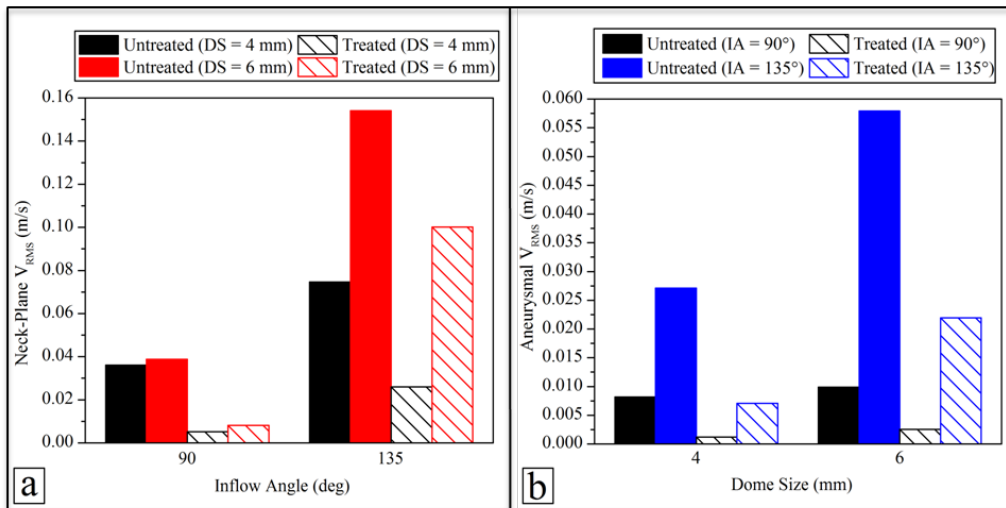 Untreated (DS = 4 mm) Treated (DS = 4 mm)
Untreated (DS = 6 mm) Treated (DS = 6 mm)
0.16
0.14
0.12
0.10
0.08
0.06
0.04
0.02
0.00
Neck-Plane V_RMS (m/s)
90 135
Inflow Angle (deg)
a
Untreated (IA = 90°) Treated (IA = 90°)
Untreated (IA = 135°) Treated (IA = 135°)
0.060
0.055
0.050
0.045
0.040
0.035
0.030
0.025
0.020
0.015
0.010
0.005
0.000
Aneurysmal V_RMS (m/s)
4 6
Dome Size (mm)
b